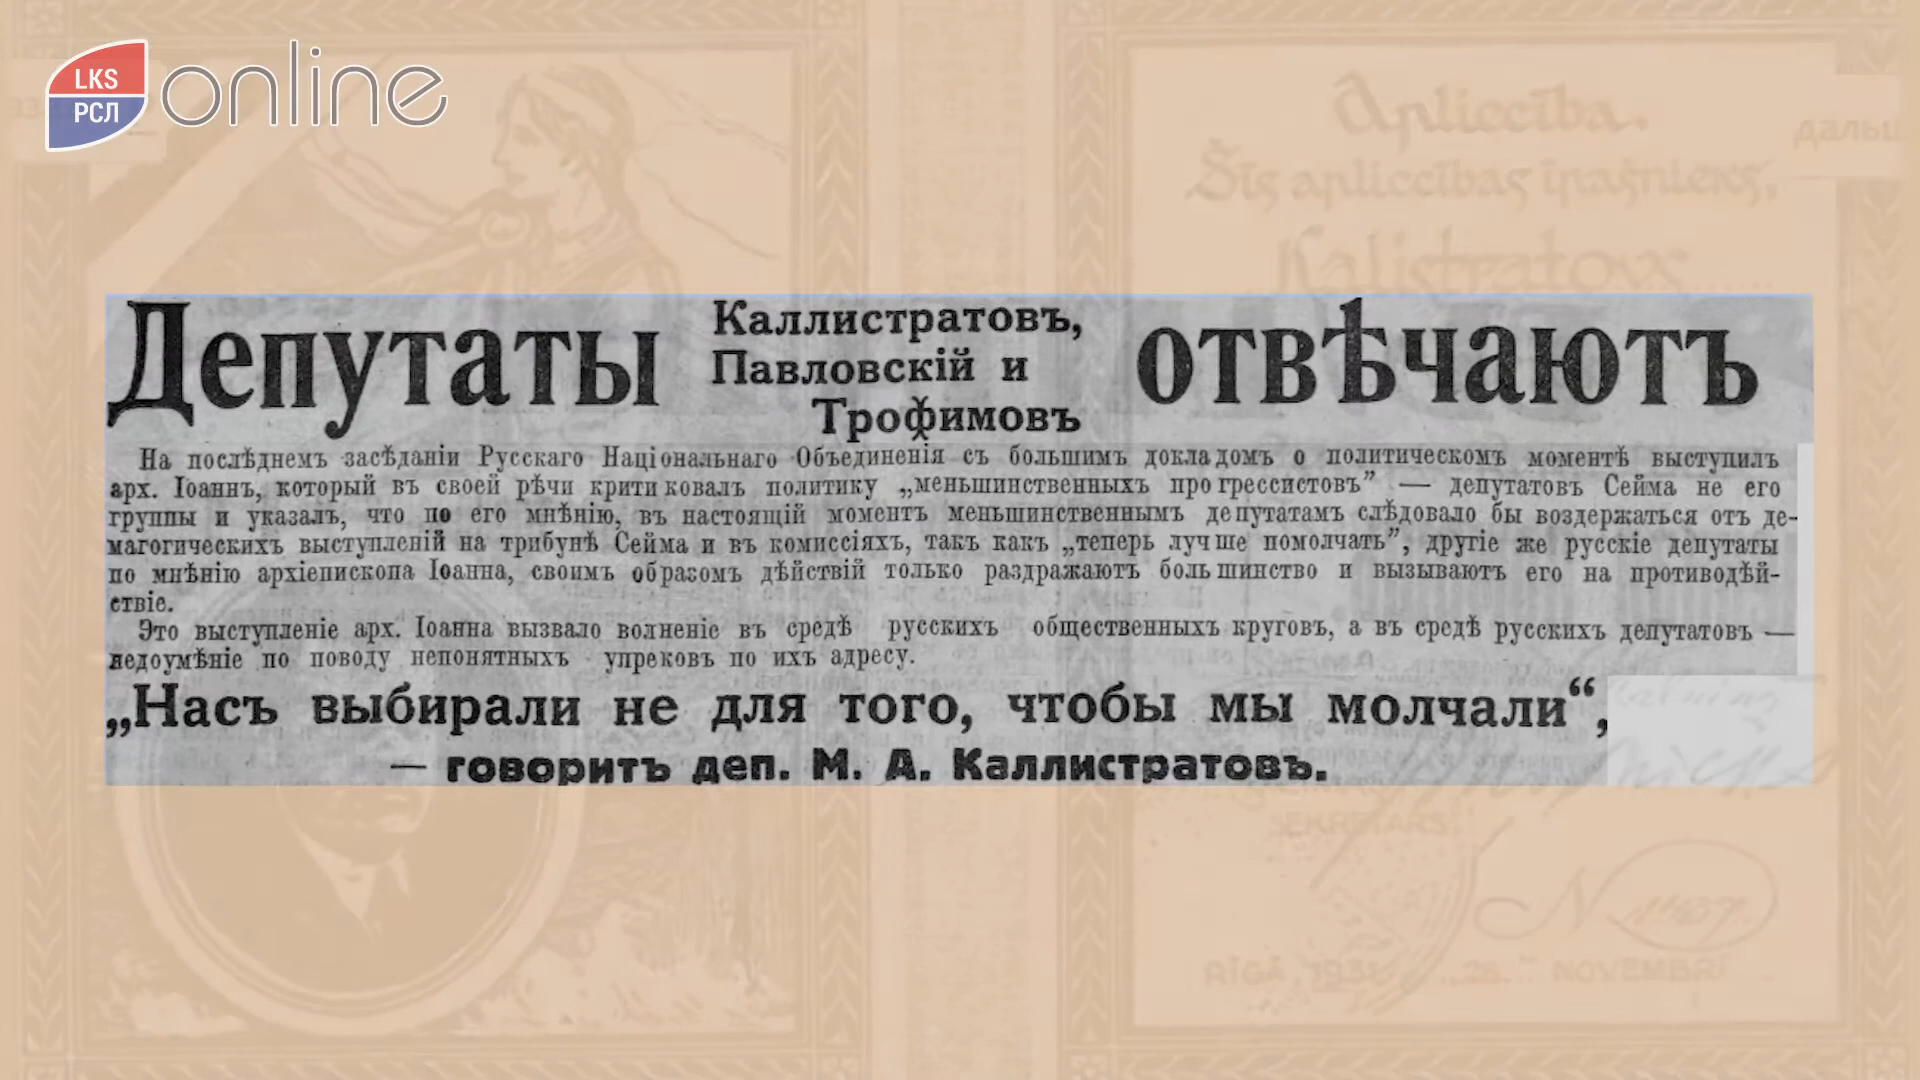 LKS
РСЛ
online
Apliecība.
Šīs apliecības īpašnieks,
Kalistratovs
Депутаты Каллистратовъ, Павловскій и Трофимовъ отвѣчаютъ
На послѣднемъ засѣданіи Русскаго Національнаго Объединенія съ большимъ докладомъ о политическомъ моментѣ выступилъ
арх. Іоаннъ, который въ своей рѣчи критиковалъ политику „меньшинственныхъ прогрессистовъ” — депутатовъ Сейма не его
группы и указалъ, что по его мнѣнію, въ настоящій моментъ меньшинственнымъ депутатамъ слѣдовало бы воздержаться отъ де-
магогическихъ выступленій на трибунѣ Сейма и въ комиссіяхъ, такъ какъ „теперь лучше помолчать”, другіе же русскіе депутаты
по мнѣнію архіепископа Іоанна, своимъ образомъ дѣйствій только раздражаютъ большинство и вызываютъ его на противодѣй-
ствіе.
Это выступленіе арх. Іоанна вызвало волненіе въ средѣ русскихъ общественныхъ круговъ, а въ средѣ русскихъ депутатовъ —
недоумѣніе по поводу непонятныхъ упрековъ по ихъ адресу.
„Насъ выбирали не для того, чтобы мы молчали“,
— говоритъ деп. М. А. Каллистратовъ.
SEKRETĀRS
RĪGĀ, 1931. „28.” NOVEMBRĪ